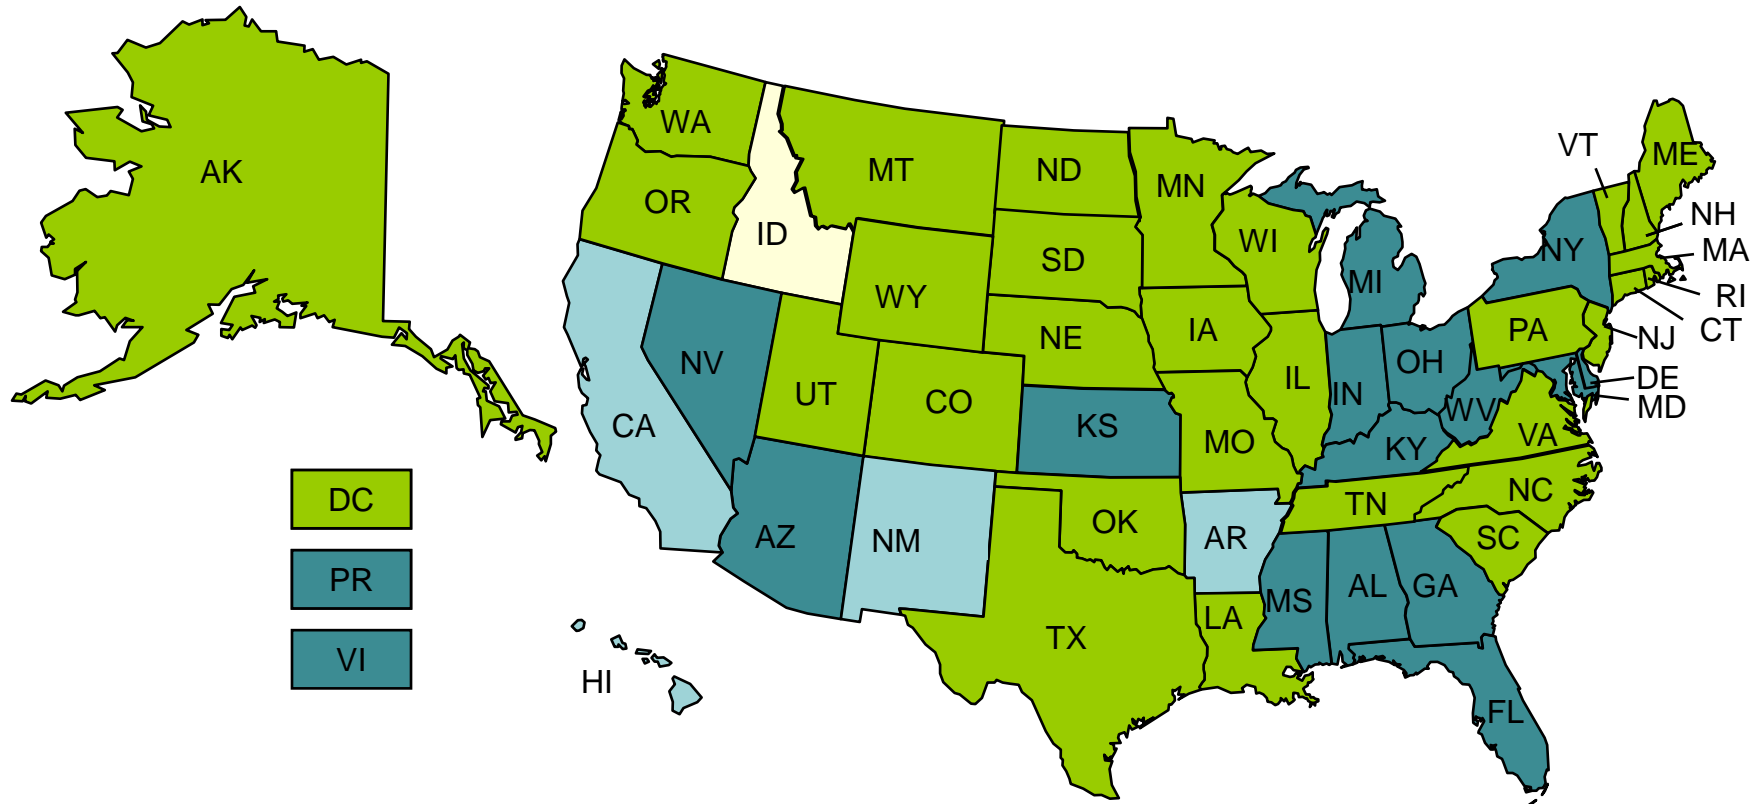 AK
WA
OR
ID
MT
ND
MN
SD
WI
WY
NE
IA
NV
UT
CO
KS
MO
IL
IN
MI
OH
CA
AZ
NM
OK
AR
TX
LA
MS
AL
GA
FL
TN
KY
WV
VA
NC
SC
PA
NY
VT
ME
NH
MA
RI
CT
NJ
DE
MD
HI
DC
PR
VI